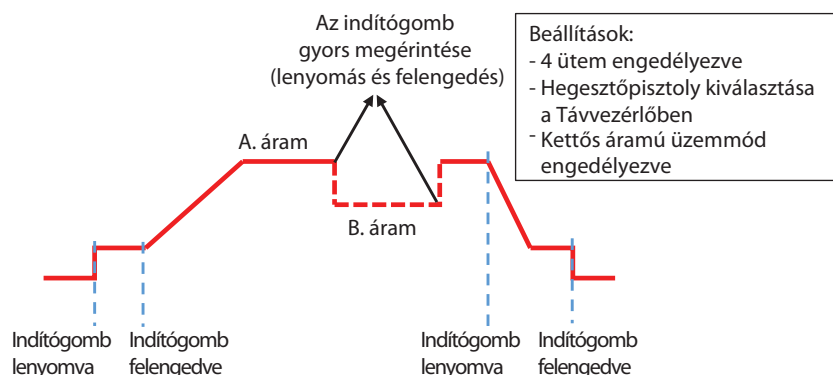 Az indítógomb
gyors megérintése
(lenyomás és felengedés)
Beállítások:
- 4 ütem engedélyezve
- Hegesztőpisztoly kiválasztása
a Távvezérlőben
- Kettős áramú üzemmód
engedélyezve
A. áram
B. áram
Indítógomb
lenyomva
Indítógomb
felengedve
Indítógomb
lenyomva
Indítógomb
felengedve